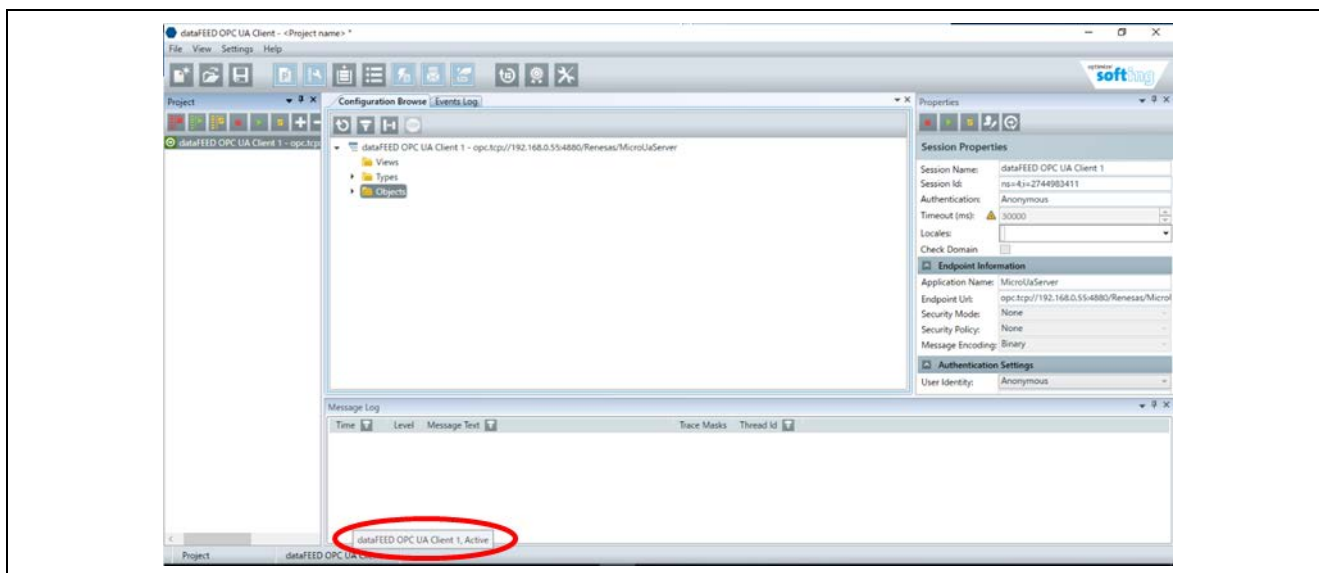 dataFEED OPC UA Client - <Project name> *
File View Settings Help
optimize!
softing
Project
Configuration Browse Events Log
Properties
dataFEED OPC UA Client 1 - opc.tcp
dataFEED OPC UA Client 1 - opc.tcp://192.168.0.55:4880/Renesas/MicroUaServer
Views
Types
Objects
Session Properties
Session Name: dataFEED OPC UA Client 1
Session Id: ns=4;i=2744983411
Authentication: Anonymous
Timeout (ms): 30000
Locales:
Check Domain
Endpoint Information
Application Name: MicroUaServer
Endpoint Url: opc.tcp://192.168.0.55:4880/Renesas/Microl
Security Mode: None
Security Policy: None
Message Encoding: Binary
Authentication Settings
User Identity: Anonymous
Message Log
Time Level Message Text Trace Masks Thread Id
dataFEED OPC UA Client 1, Active
Project dataFEED OPC UA